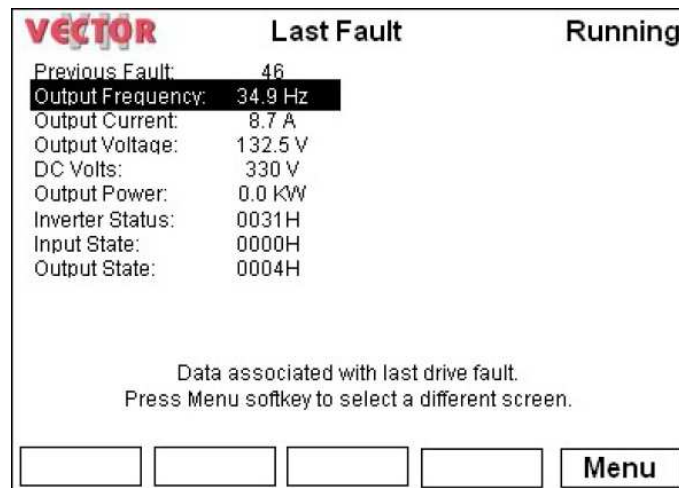 VECTOR Last Fault Running
Previous Fault: 46
Output Frequency: 34.9 Hz
Output Current: 8.7 A
Output Voltage: 132.5 V
DC Volts: 330 V
Output Power: 0.0 KW
Inverter Status: 0031H
Input State: 0000H
Output State: 0004H
Data associated with last drive fault.
Press Menu softkey to select a different screen.
Menu